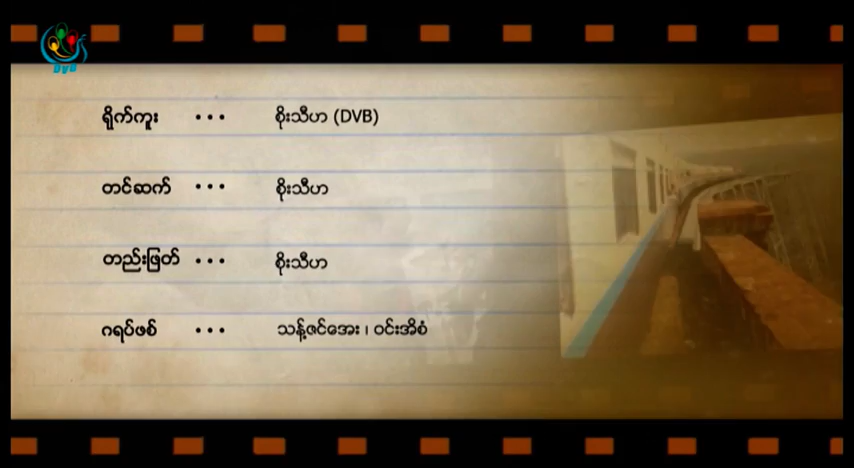 DVB
ရိုက်ကူး ... စိုးသီဟ (DVB)
တင်ဆက် ... စိုးသီဟ
တည်းဖြတ် ... စိုးသီဟ
ဂရပ်ဖစ် ... သန့်ဇင်အေး ၊ ဝင်းအိစံ